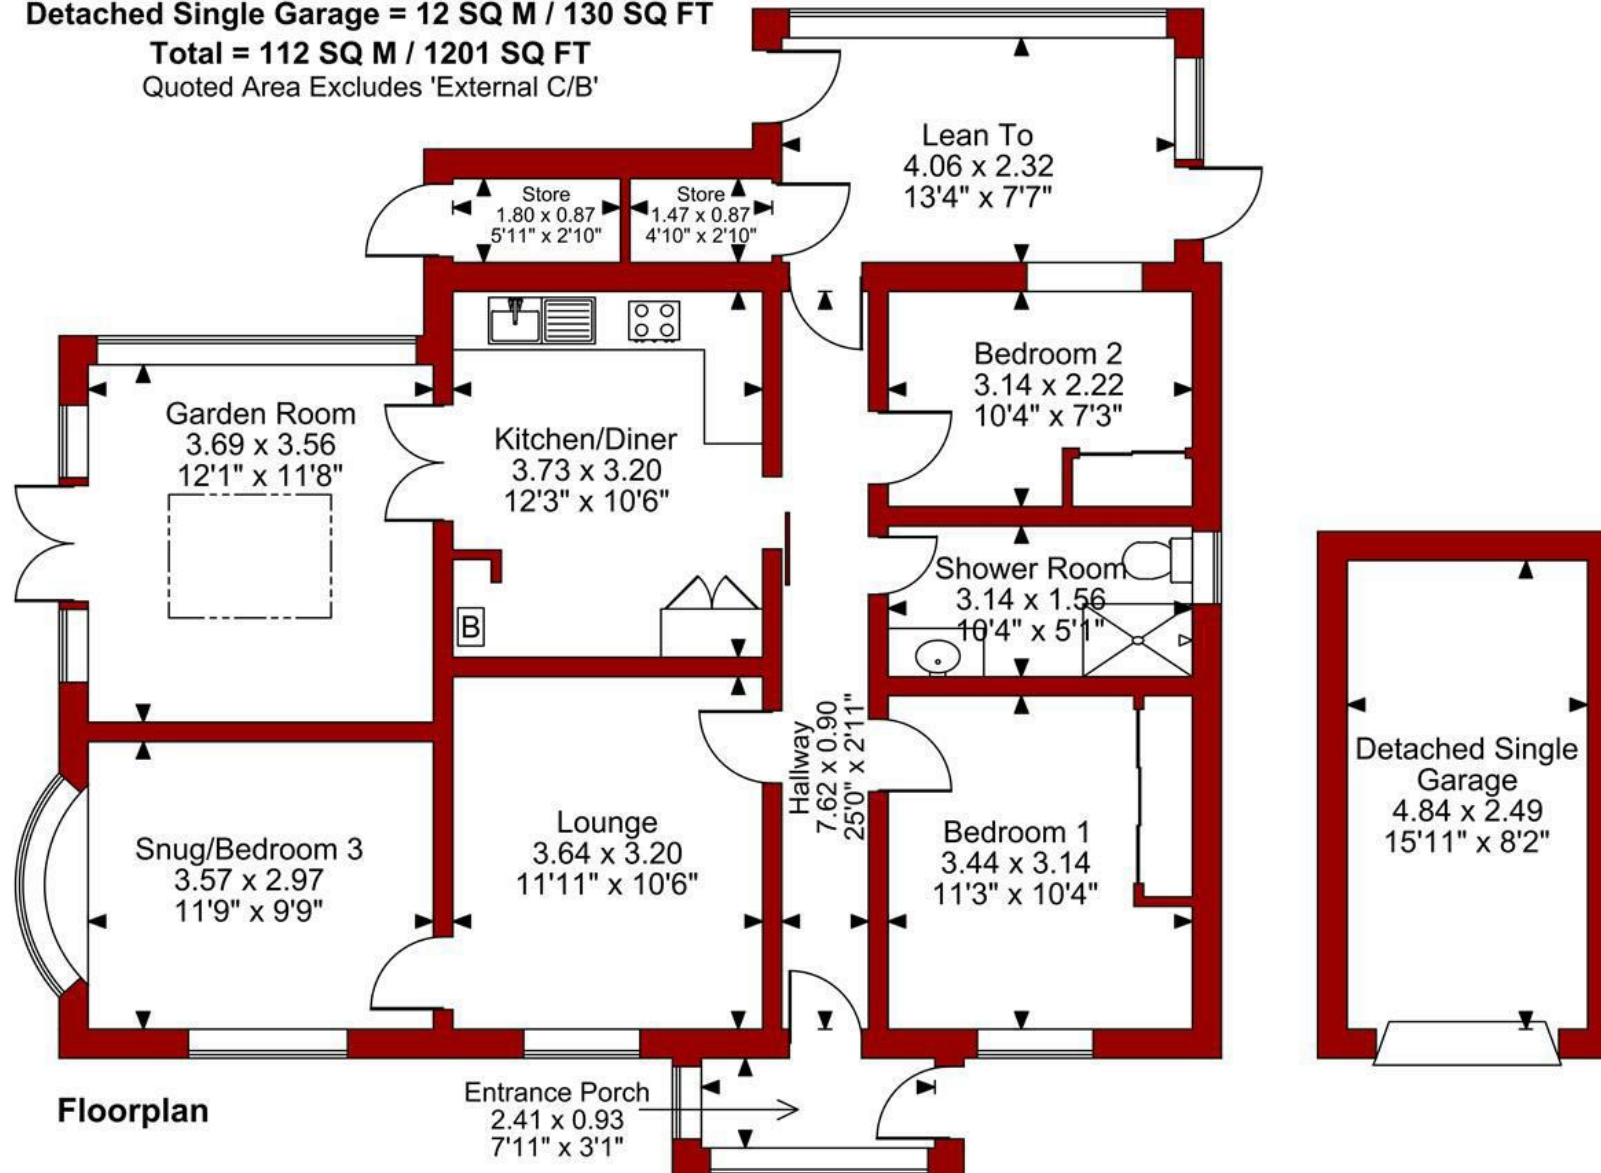 Detached Single Garage = 12 SQ M / 130 SQ FT
Total = 112 SQ M / 1201 SQ FT
Quoted Area Excludes 'External C/B'
Lean To
4.06 x 2.32
13'4" x 7'7"
Store
1.80 x 0.87
5'11" x 2'10"
Store
1.47 x 0.87
4'10" x 2'10"
Garden Room
3.69 x 3.56
12'1" x 11'8"
Kitchen/Diner
3.73 x 3.20
12'3" x 10'6"
B
Bedroom 2
3.14 x 2.22
10'4" x 7'3"
Shower Room
3.14 x 1.56
10'4" x 5'1"
Hallway
7.62 x 0.90
25'0" x 2'11"
Snug/Bedroom 3
3.57 x 2.97
11'9" x 9'9"
Lounge
3.64 x 3.20
11'11" x 10'6"
Bedroom 1
3.44 x 3.14
11'3" x 10'4"
Detached Single
Garage
4.84 x 2.49
15'11" x 8'2"
Entrance Porch
2.41 x 0.93
7'11" x 3'1"
Floorplan